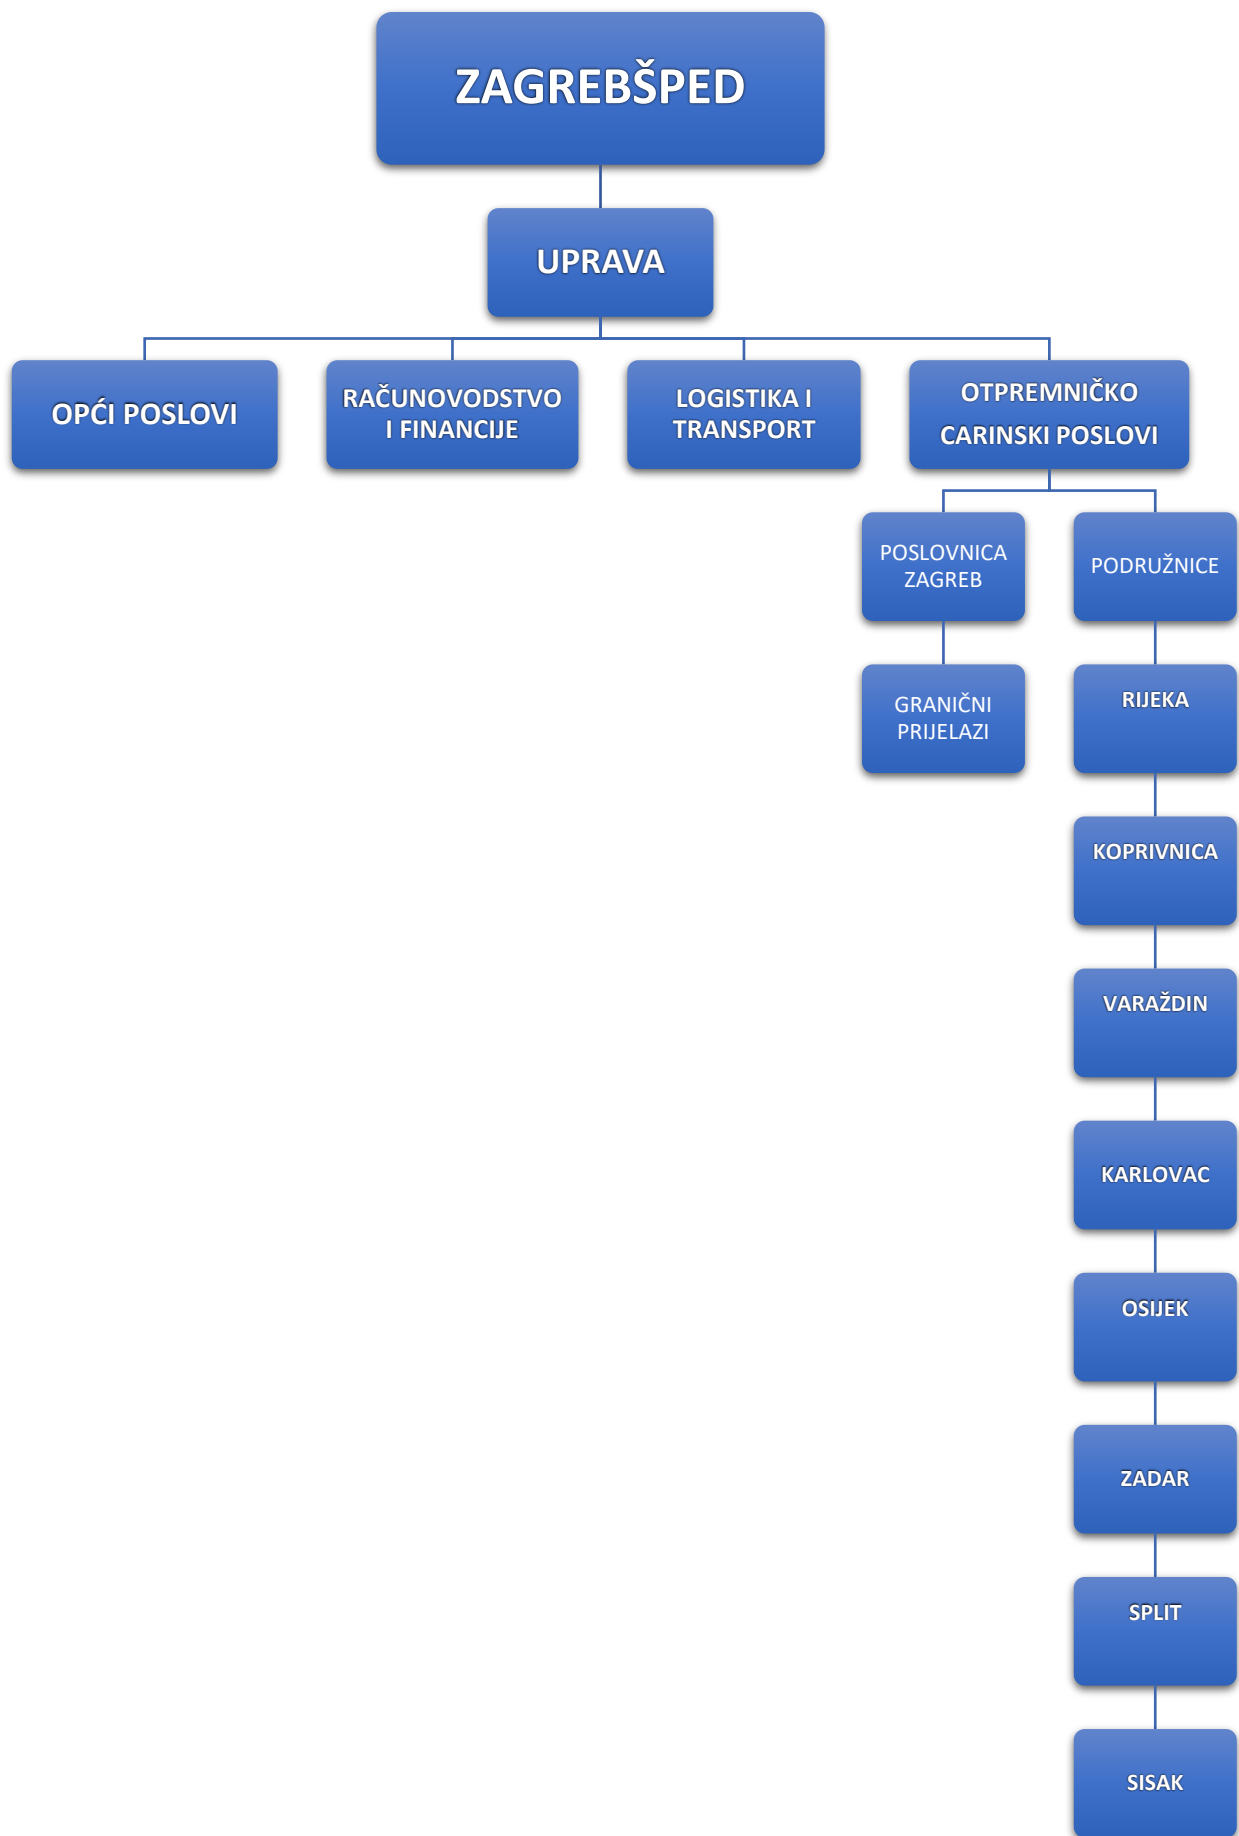 ZAGREBŠPED
UPRAVA
OPĆI POSLOVI
RAČUNOVODSTVO
I FINANCIJE
LOGISTIKA I
TRANSPORT
OTPREMNIČKO
CARINSKI POSLOVI
POSLOVNICA
ZAGREB
PODRUŽNICE
GRANIČNI
PRIJELAZI
RIJEKA
KOPRIVNICA
VARAŽDIN
KARLOVAC
OSIJEK
ZADAR
SPLIT
SISAK